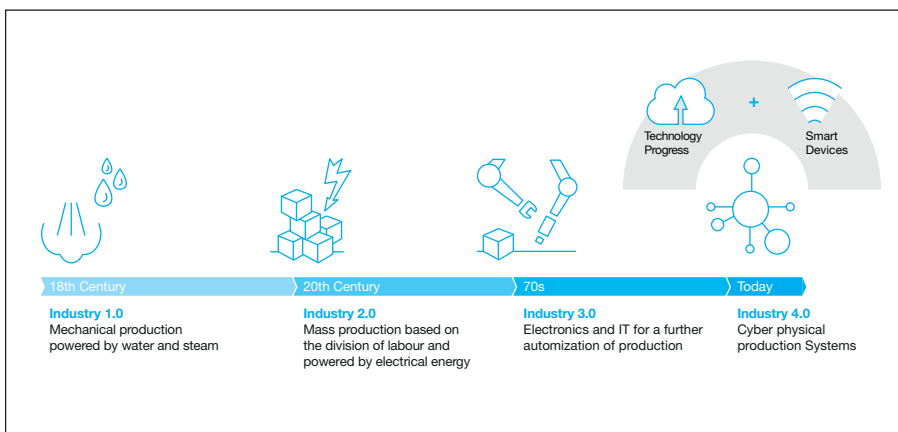 Technology
Progress
+
Smart
Devices
18th Century
20th Century
70s
Today
Industry 1.0
Mechanical production
powered by water and steam
Industry 2.0
Mass production based on
the division of labour and
powered by electrical energy
Industry 3.0
Electronics and IT for a further
automization of production
Industry 4.0
Cyber physical
production Systems